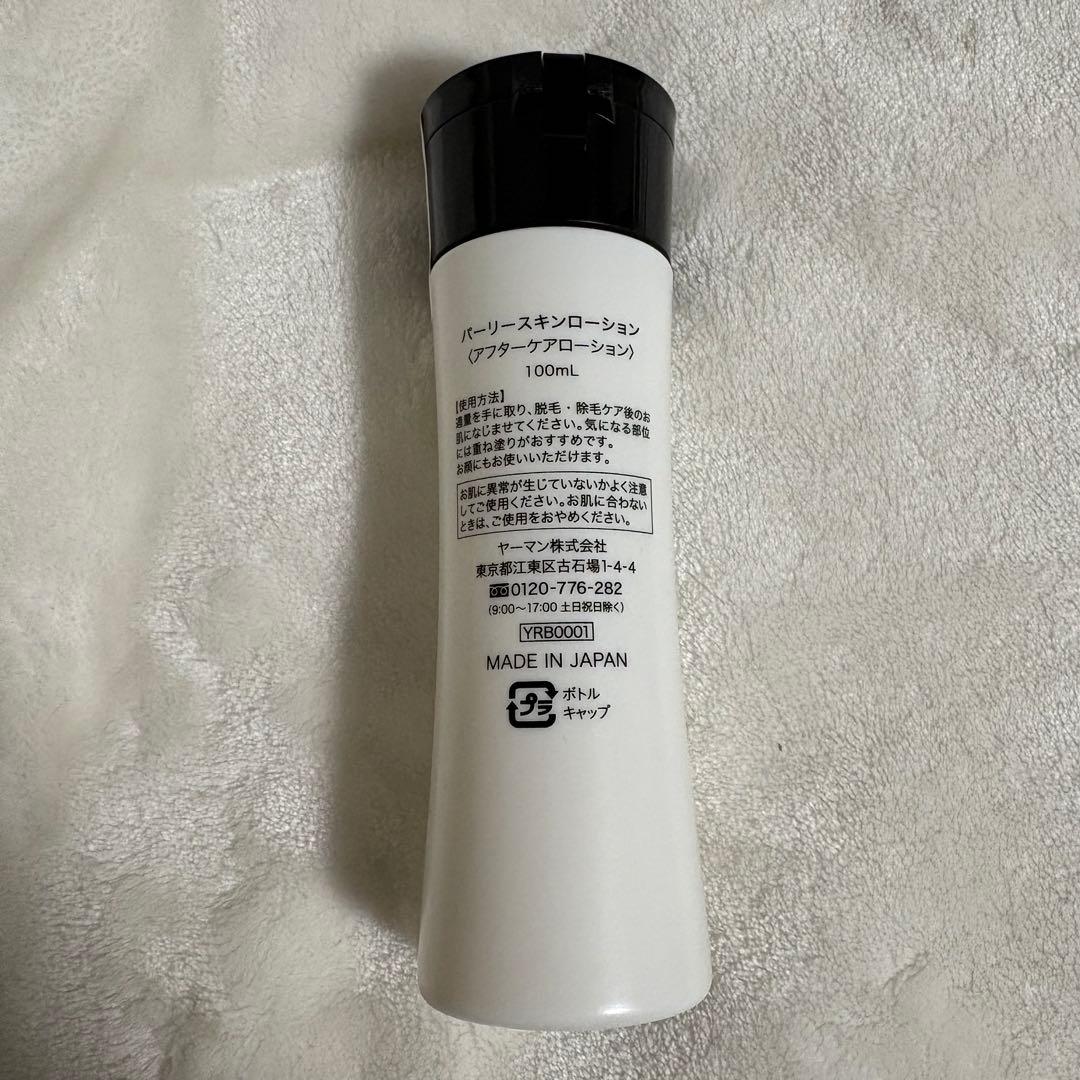 パーリースキンローション
〈アフターケアローション〉
100mL
【使用方法】
適量を手に取り、脱毛・除毛ケア後のお
肌になじませてください。気になる部位
には重ね塗りがおすすめです。
お顔にもお使いいただけます。
お肌に異常が生じていないかよく注意
してご使用ください。お肌に合わない
ときは、ご使用をおやめください。
ヤーマン株式会社
東京都江東区古石場1-4-4
0120-776-282
(9:00〜17:00 土日祝日除く)
YRB0001
MADE IN JAPAN
プラ ボトル
キャップ